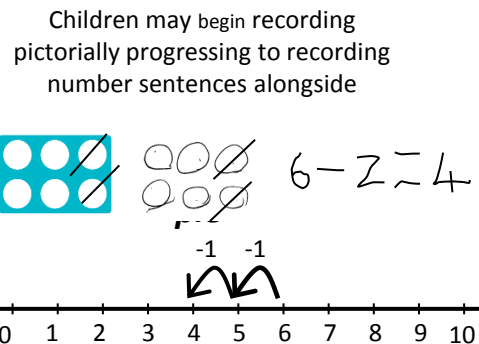 Children may begin recording
pictorially progressing to recording
number sentences alongside
6-2=4
-1 -1
0 1 2 3 4 5 6 7 8 9 10